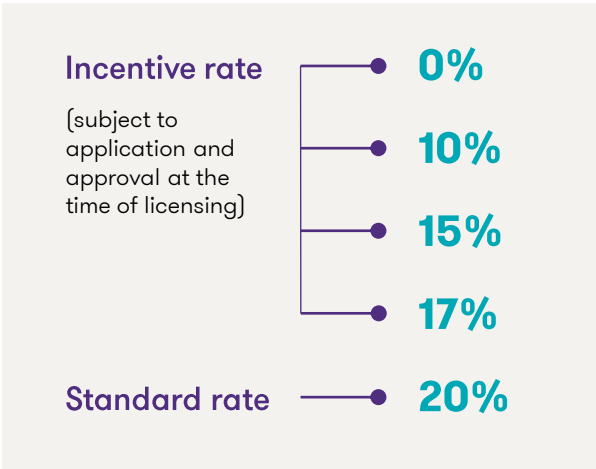 Incentive rate
(subject to
application and
approval at the
time of licensing)
0%
10%
15%
17%
Standard rate
20%